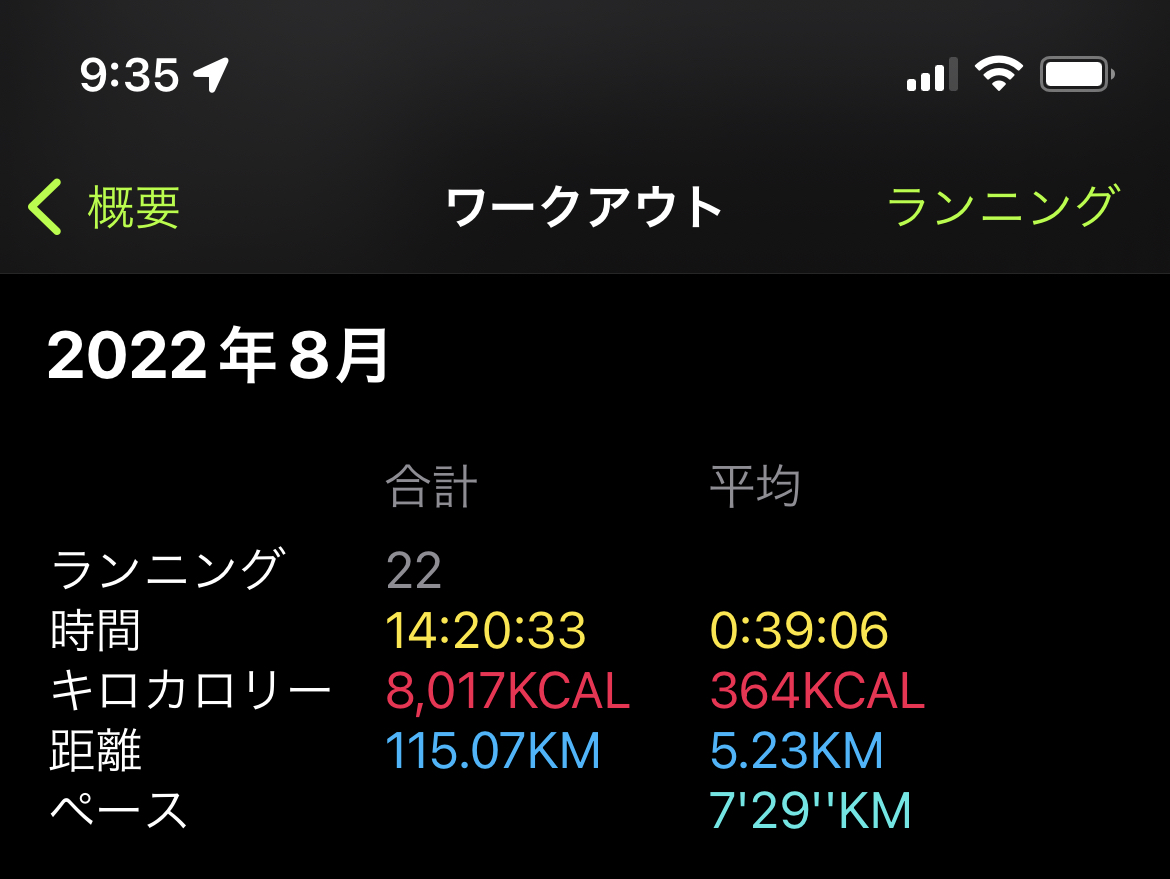 9:35
概要 ワークアウト ランニング
2022年8月
合計 平均
ランニング 22
時間 14:20:33 0:39:06
キロカロリー 8,017KCAL 364KCAL
距離 115.07KM 5.23KM
ペース 7'29''KM